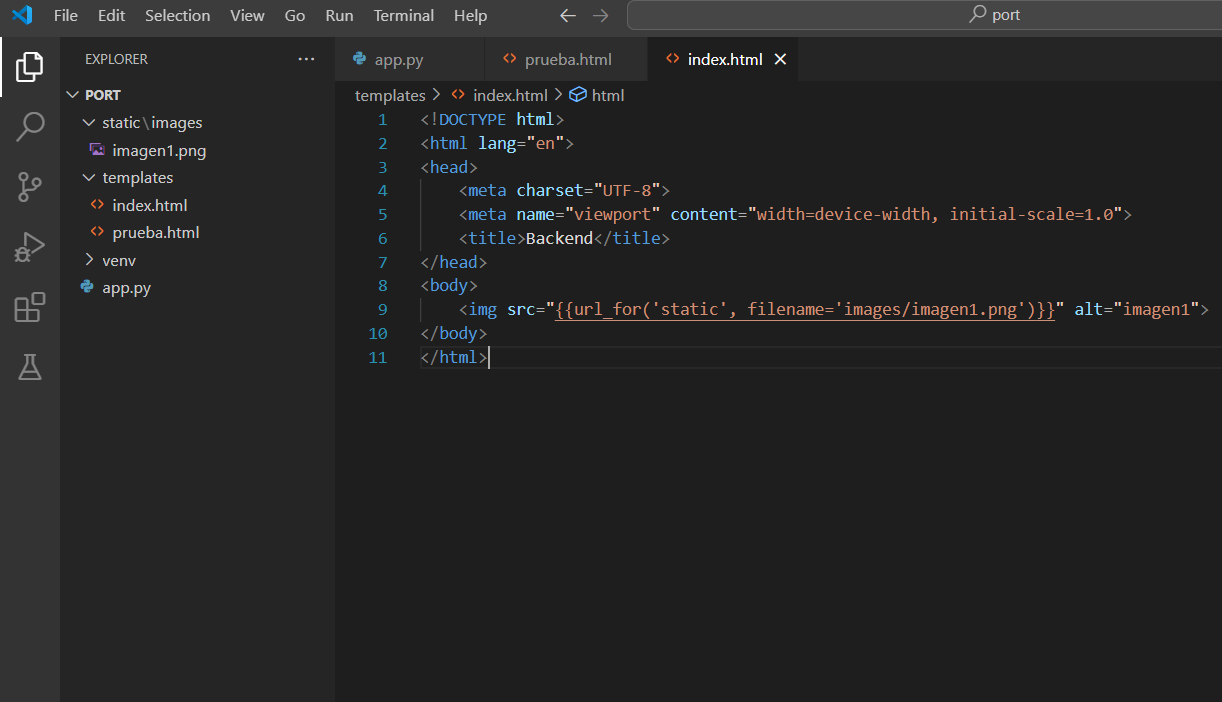 File Edit Selection View Go Run Terminal Help port
EXPLORER ··· app.py prueba.html index.html
PORT
static\images
imagen1.png
templates
index.html
prueba.html
venv
app.py
templates > index.html > html
1 <!DOCTYPE html>
2 <html lang="en">
3 <head>
4 <meta charset="UTF-8">
5 <meta name="viewport" content="width=device-width, initial-scale=1.0">
6 <title>Backend</title>
7 </head>
8 <body>
9 <img src="{{url_for('static', filename='images/imagen1.png')}}" alt="imagen1">
10 </body>
11 </html>